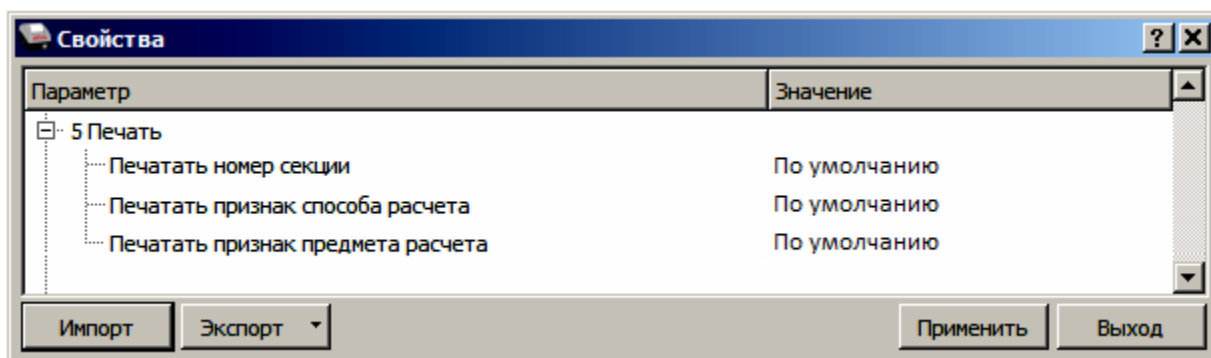 Свойства
Параметр Значение
5 Печать
Печатать номер секции По умолчанию
Печатать признак способа расчета По умолчанию
Печатать признак предмета расчета По умолчанию
Импорт Экспорт Применить Выход